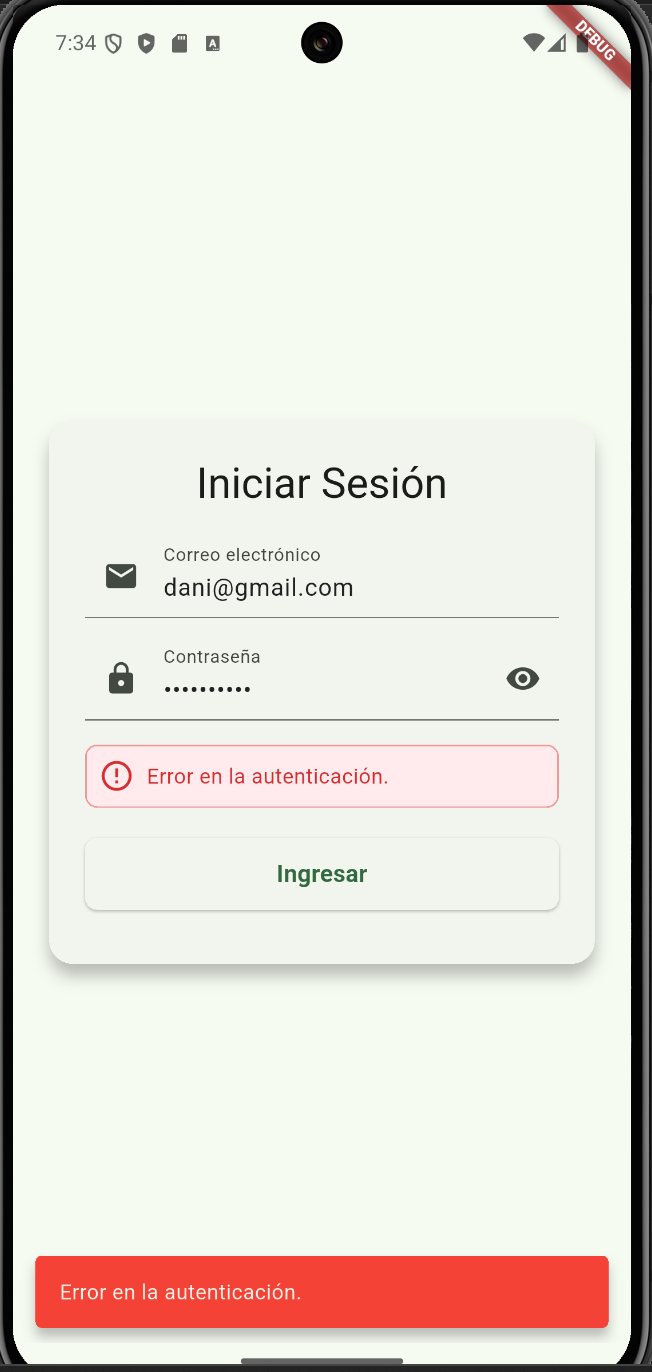 7:34
DEBUG
Iniciar Sesión
Correo electrónico
dani@gmail.com
Contraseña
••••••••••
Error en la autenticación.
Ingresar
Error en la autenticación.